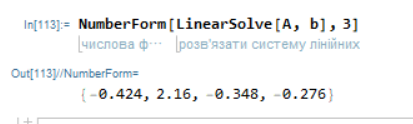 In[113]:= NumberForm[LinearSolve[A, b], 3]
числова ф⋯ розв'язати систему лінійних
Out[113]//NumberForm=
{-0.424, 2.16, -0.348, -0.276}